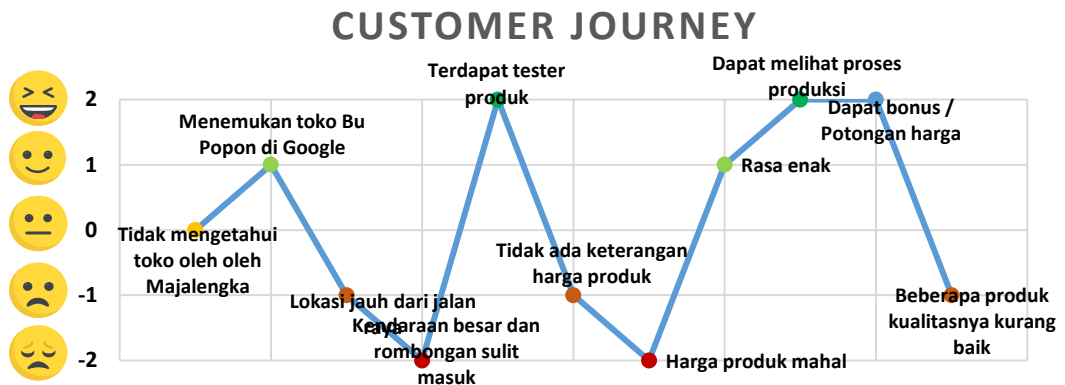 CUSTOMER JOURNEY
2
1
0
-1
-2
Tidak mengetahui
toko oleh oleh
Majalengka
Menemukan toko Bu
Popon di Google
Lokasi jauh dari jalan
raya
Kendaraan besar dan
rombongan sulit
masuk
Terdapat tester
produk
Tidak ada keterangan
harga produk
Harga produk mahal
Rasa enak
Dapat melihat proses
produksi
Dapat bonus /
Potongan harga
Beberapa produk
kualitasnya kurang
baik